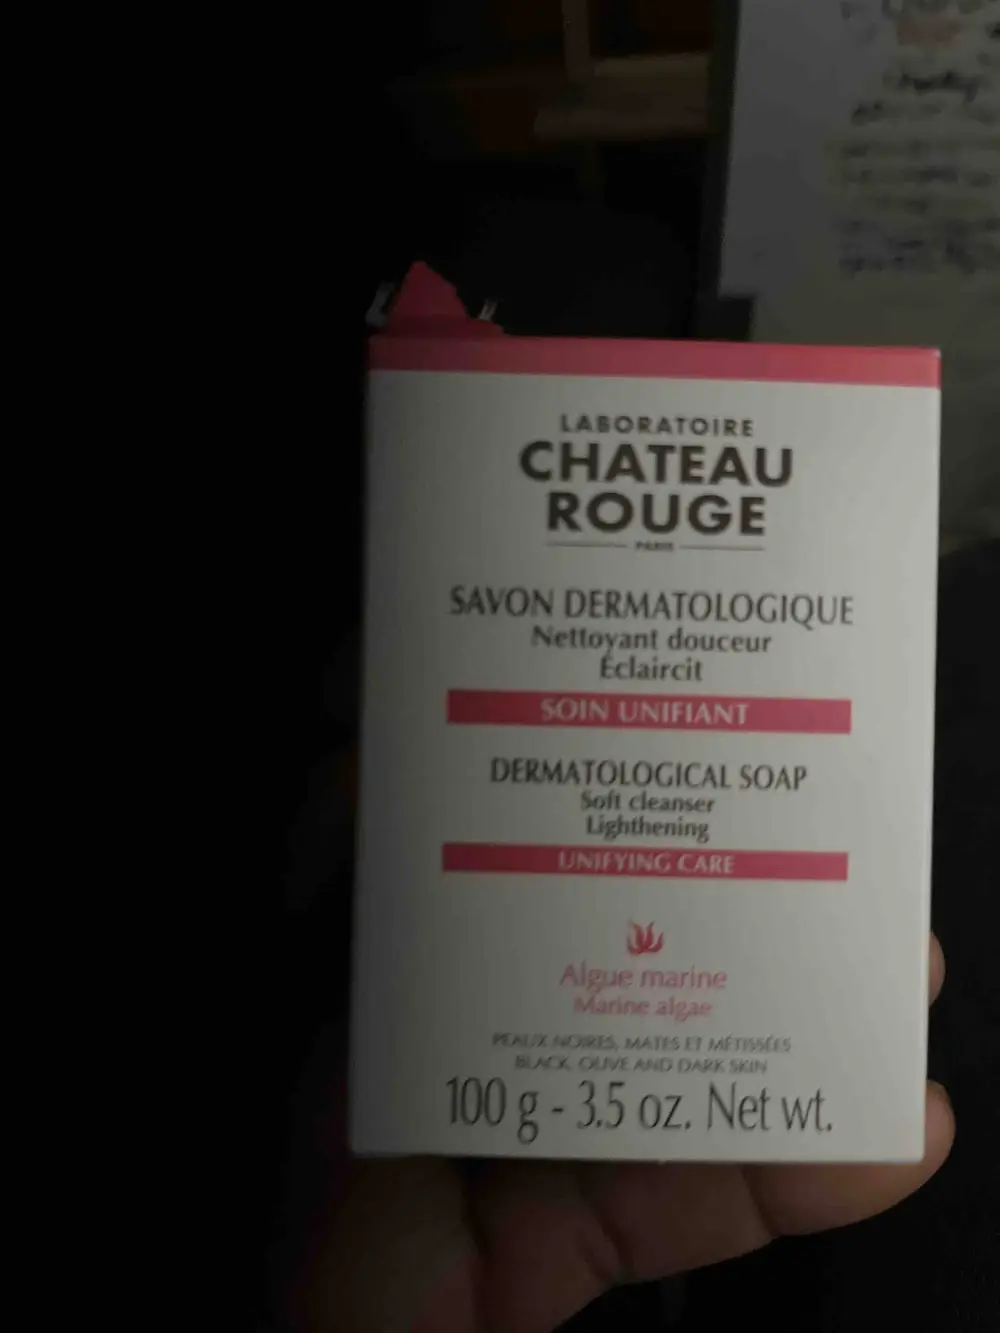 LABORATOIRE
CHATEAU
ROUGE
PARIS
SAVON DERMATOLOGIQUE
Nettoyant douceur
Éclaircit
SOIN UNIFIANT
DERMATOLOGICAL SOAP
Soft cleanser
Lighthening
UNIFYING CARE
Algue marine
Marine algae
PEAUX NOIRES, MATES ET MÉTISSÉES
BLACK, OLIVE AND DARK SKIN
100 g - 3.5 oz. Net wt.